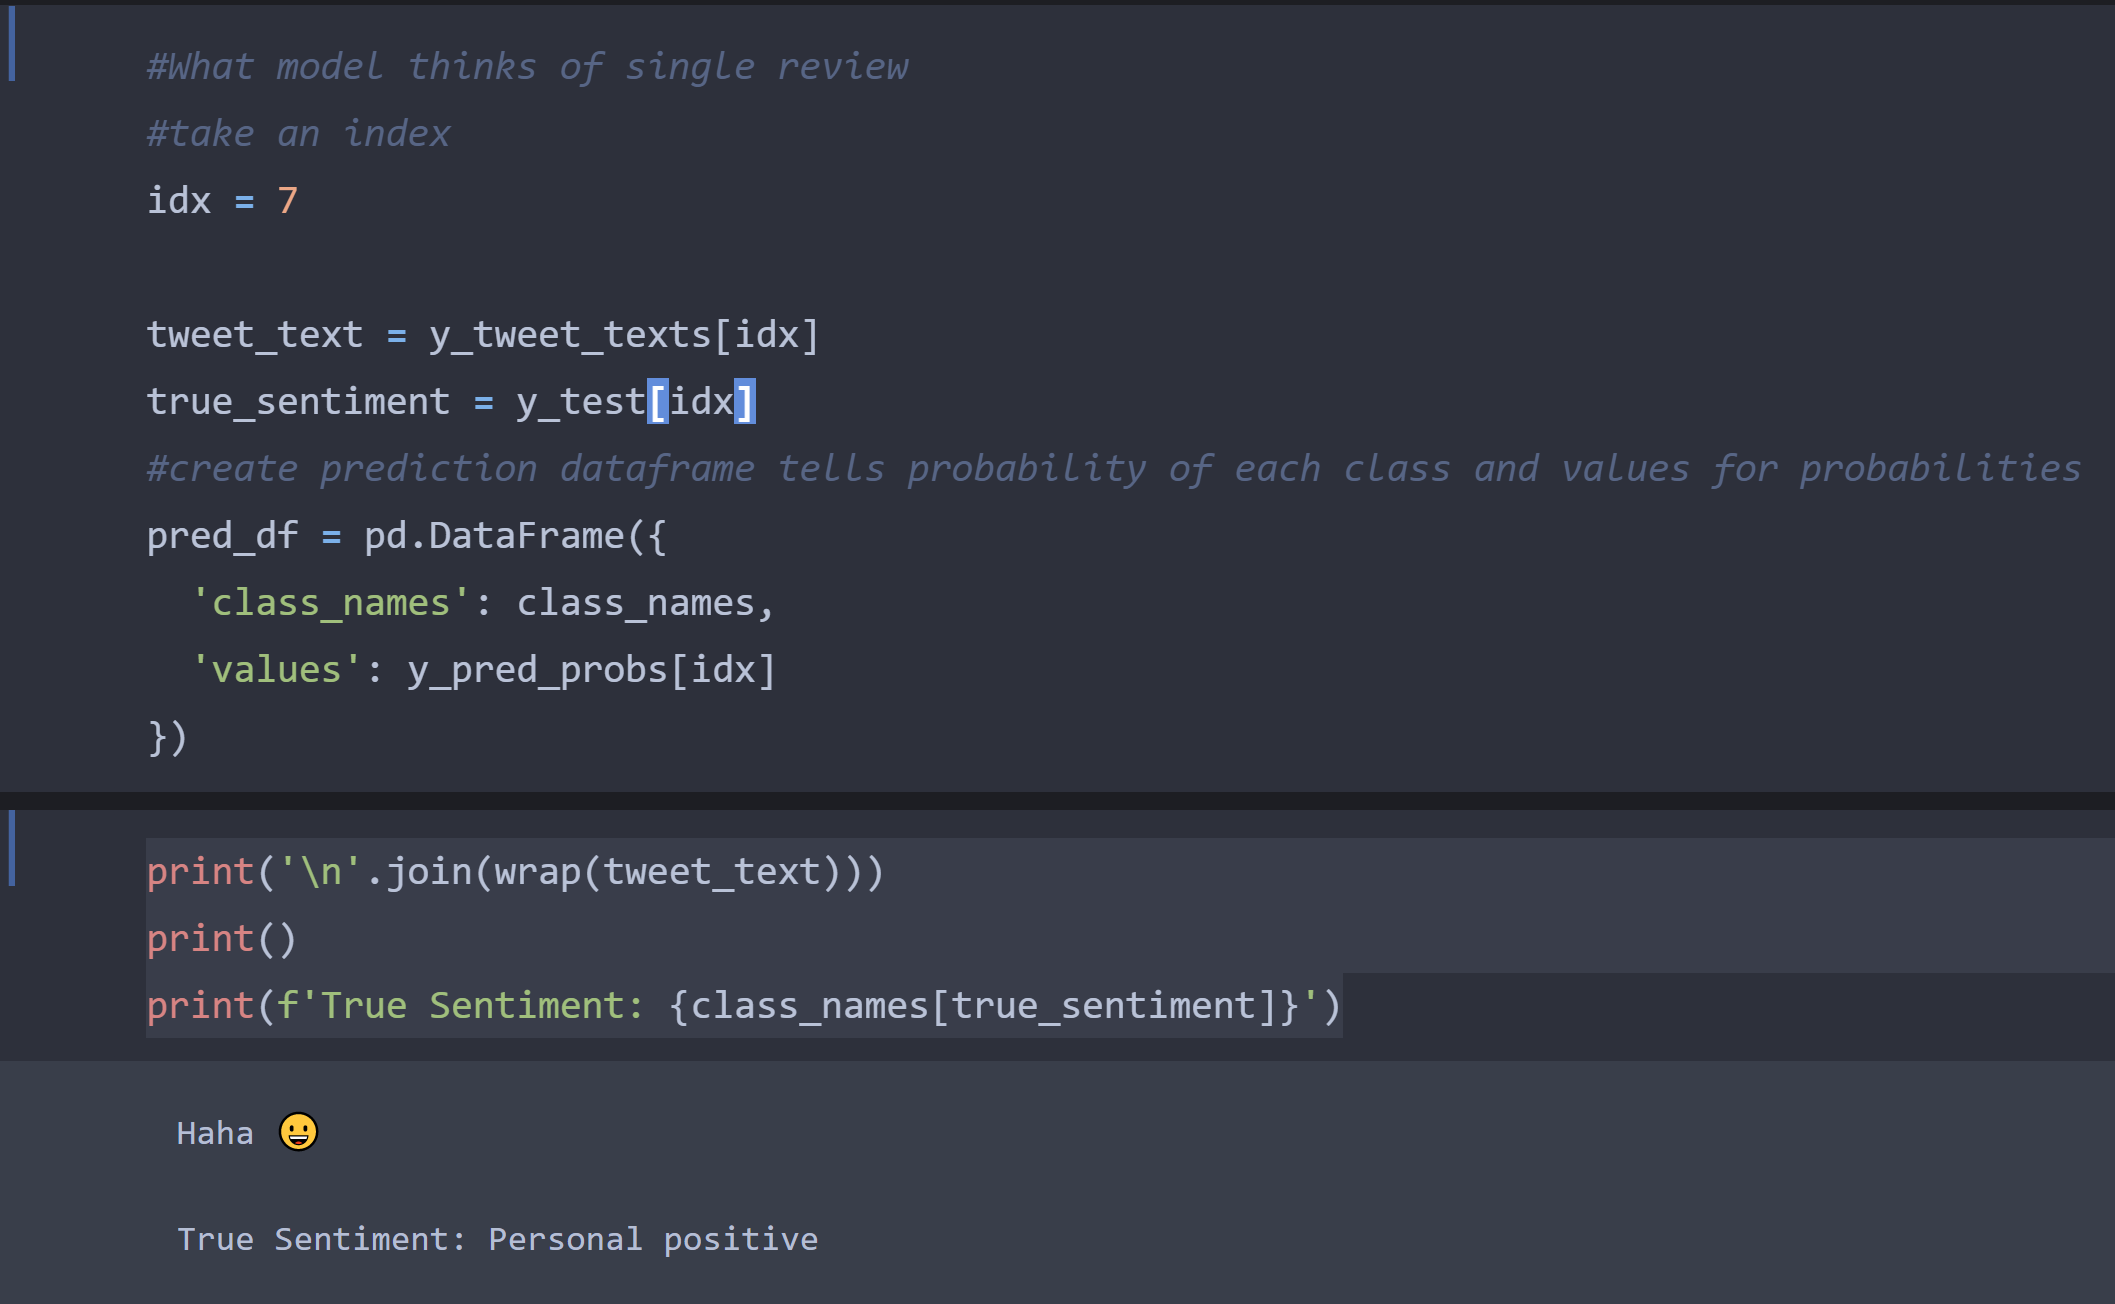 #What model thinks of single review
#take an index
idx = 7
tweet_text = y_tweet_texts[idx]
true_sentiment = y_test[idx]
#create prediction dataframe tells probability of each class and values for probabilities
pred_df = pd.DataFrame({
  'class_names': class_names,
  'values': y_pred_probs[idx]
})
print('\n'.join(wrap(tweet_text)))
print()
print(f'True Sentiment: {class_names[true_sentiment]}')
Haha 😀
True Sentiment: Personal positive